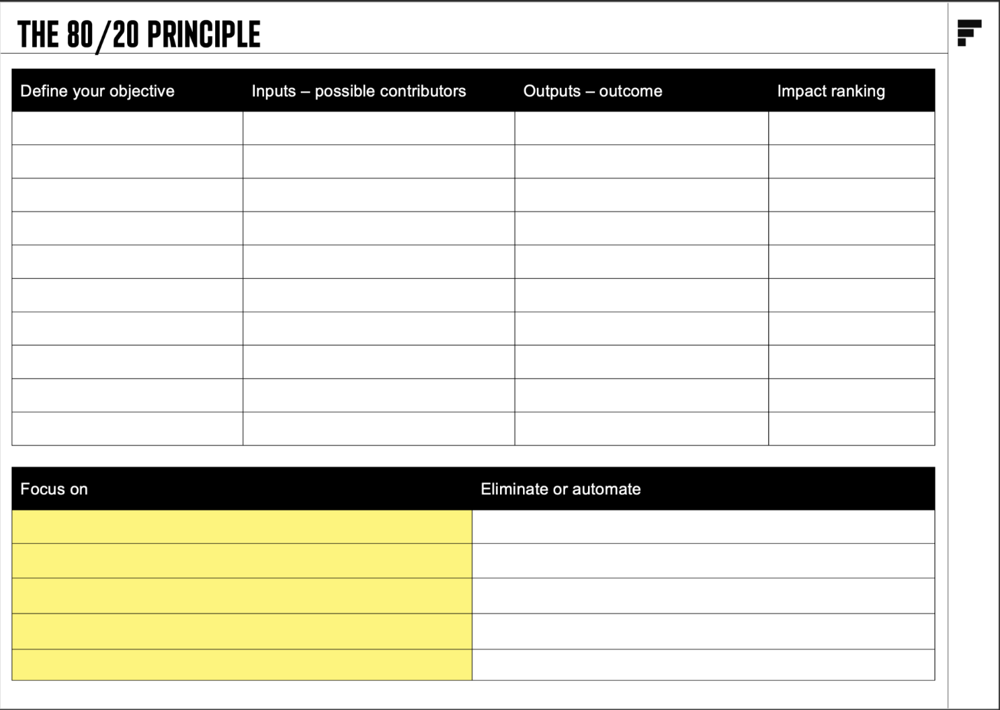 THE 80/20 PRINCIPLE
Define your objective Inputs – possible contributors Outputs – outcome Impact ranking
Focus on Eliminate or automate